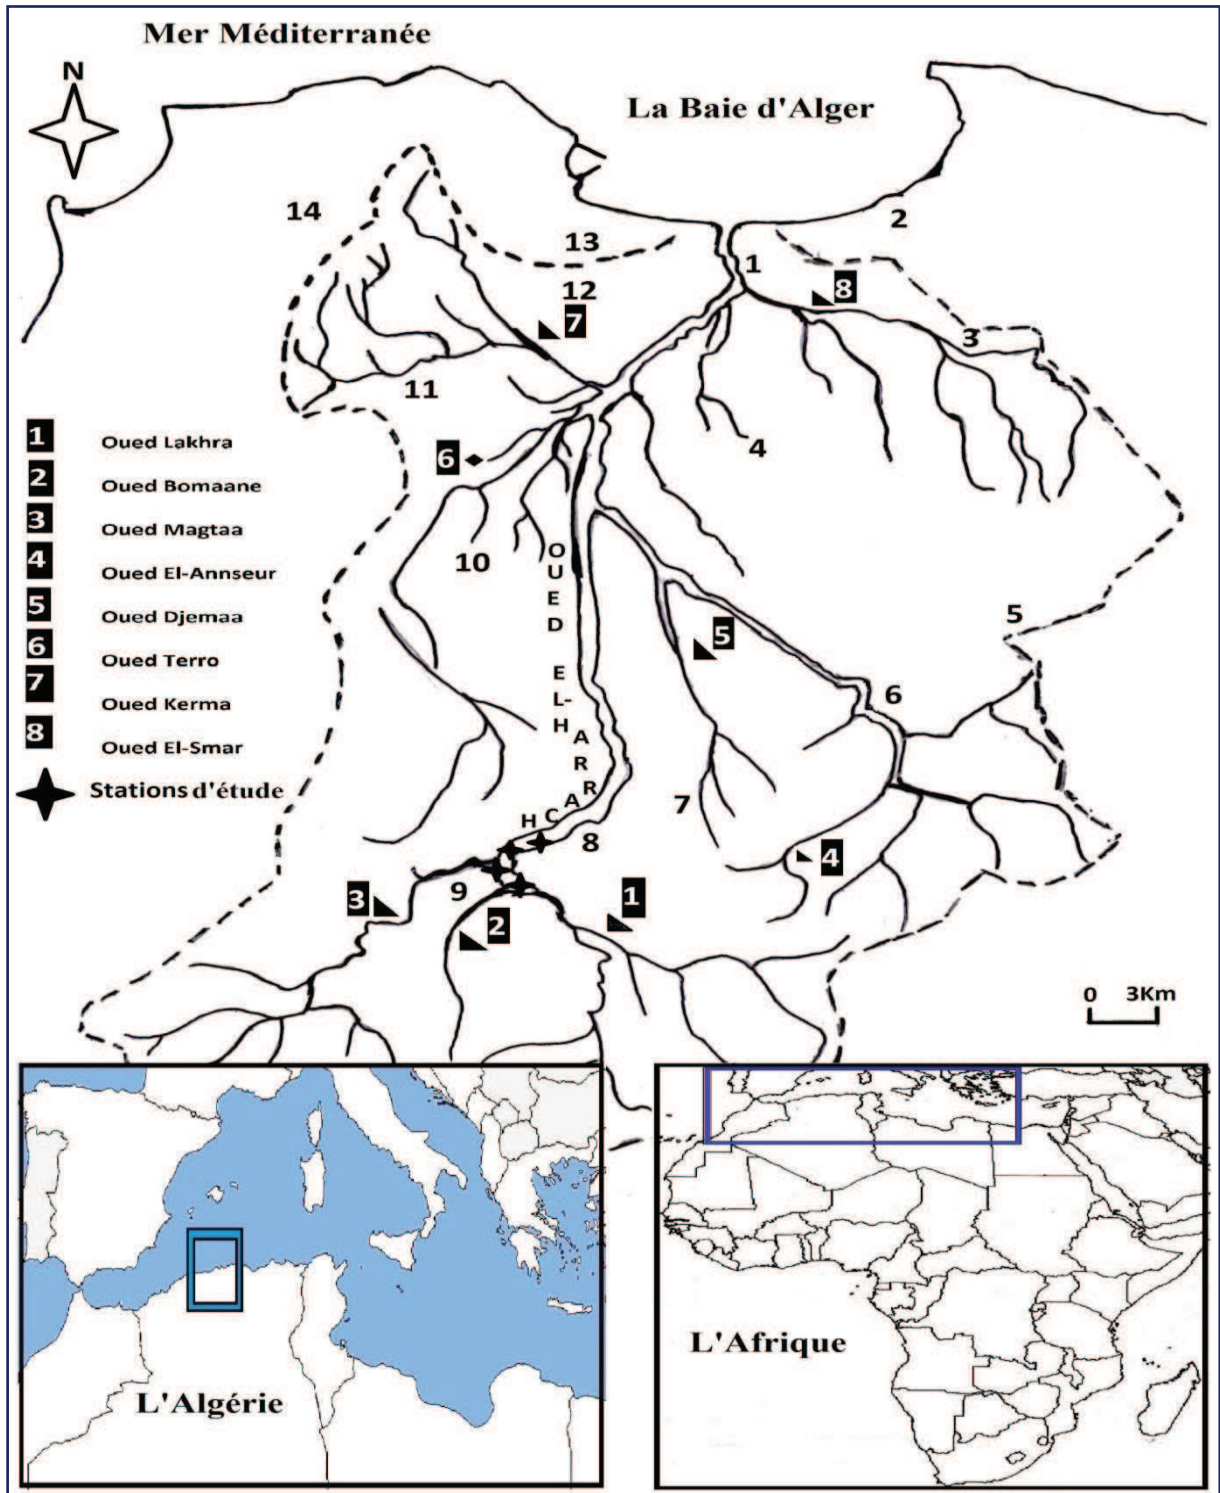 Mer Méditerranée
N
La Baie d'Alger
14
2
13
1
12
8
7
3
11
1 Oued Lakhra
4
6
2 Oued Bomaane
3 Oued Magtaa
10
OUED EL-HARRACH
4 Oued El-Annseur
5 Oued Djemaa
5
5
6 Oued Terro
6
7 Oued Kerma
8 Oued El-Smar
Stations d'étude
7
8
4
9
3
1
2
0 3Km
L'Algérie
L'Afrique